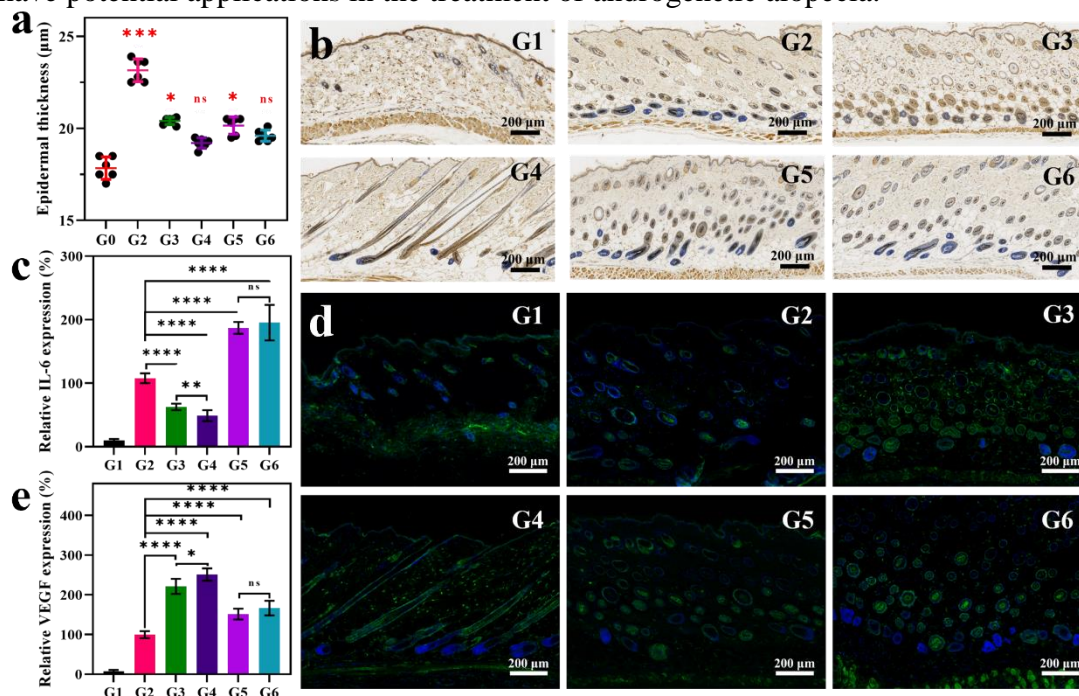 have potential applications in the treatment of androgenetic alopecia.
a
Epidermal thickness (μm)
25
20
15
***
*
ns
*
ns
G0 G2 G3 G4 G5 G6
b
G1
200 μm
G2
200 μm
G3
200 μm
G4
200 μm
G5
200 μm
G6
200 μm
c
Relative IL-6 expression (%)
300
200
100
0
****
ns
****
****
****
**
G1 G2 G3 G4 G5 G6
d
G1
200 μm
G2
200 μm
G3
200 μm
G4
200 μm
G5
200 μm
G6
200 μm
e
Relative VEGF expression (%)
400
300
200
100
0
****
****
****
****
*
ns
G1 G2 G3 G4 G5 G6